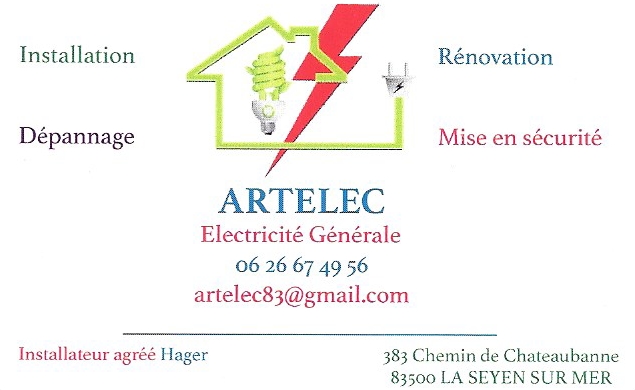 Installation
Rénovation
Dépannage
Mise en sécurité
ARTELEC
Electricité Générale
06 26 67 49 56
artelec83@gmail.com
Installateur agréé Hager
383 Chemin de Chateaubanne
83500 LA SEYEN SUR MER